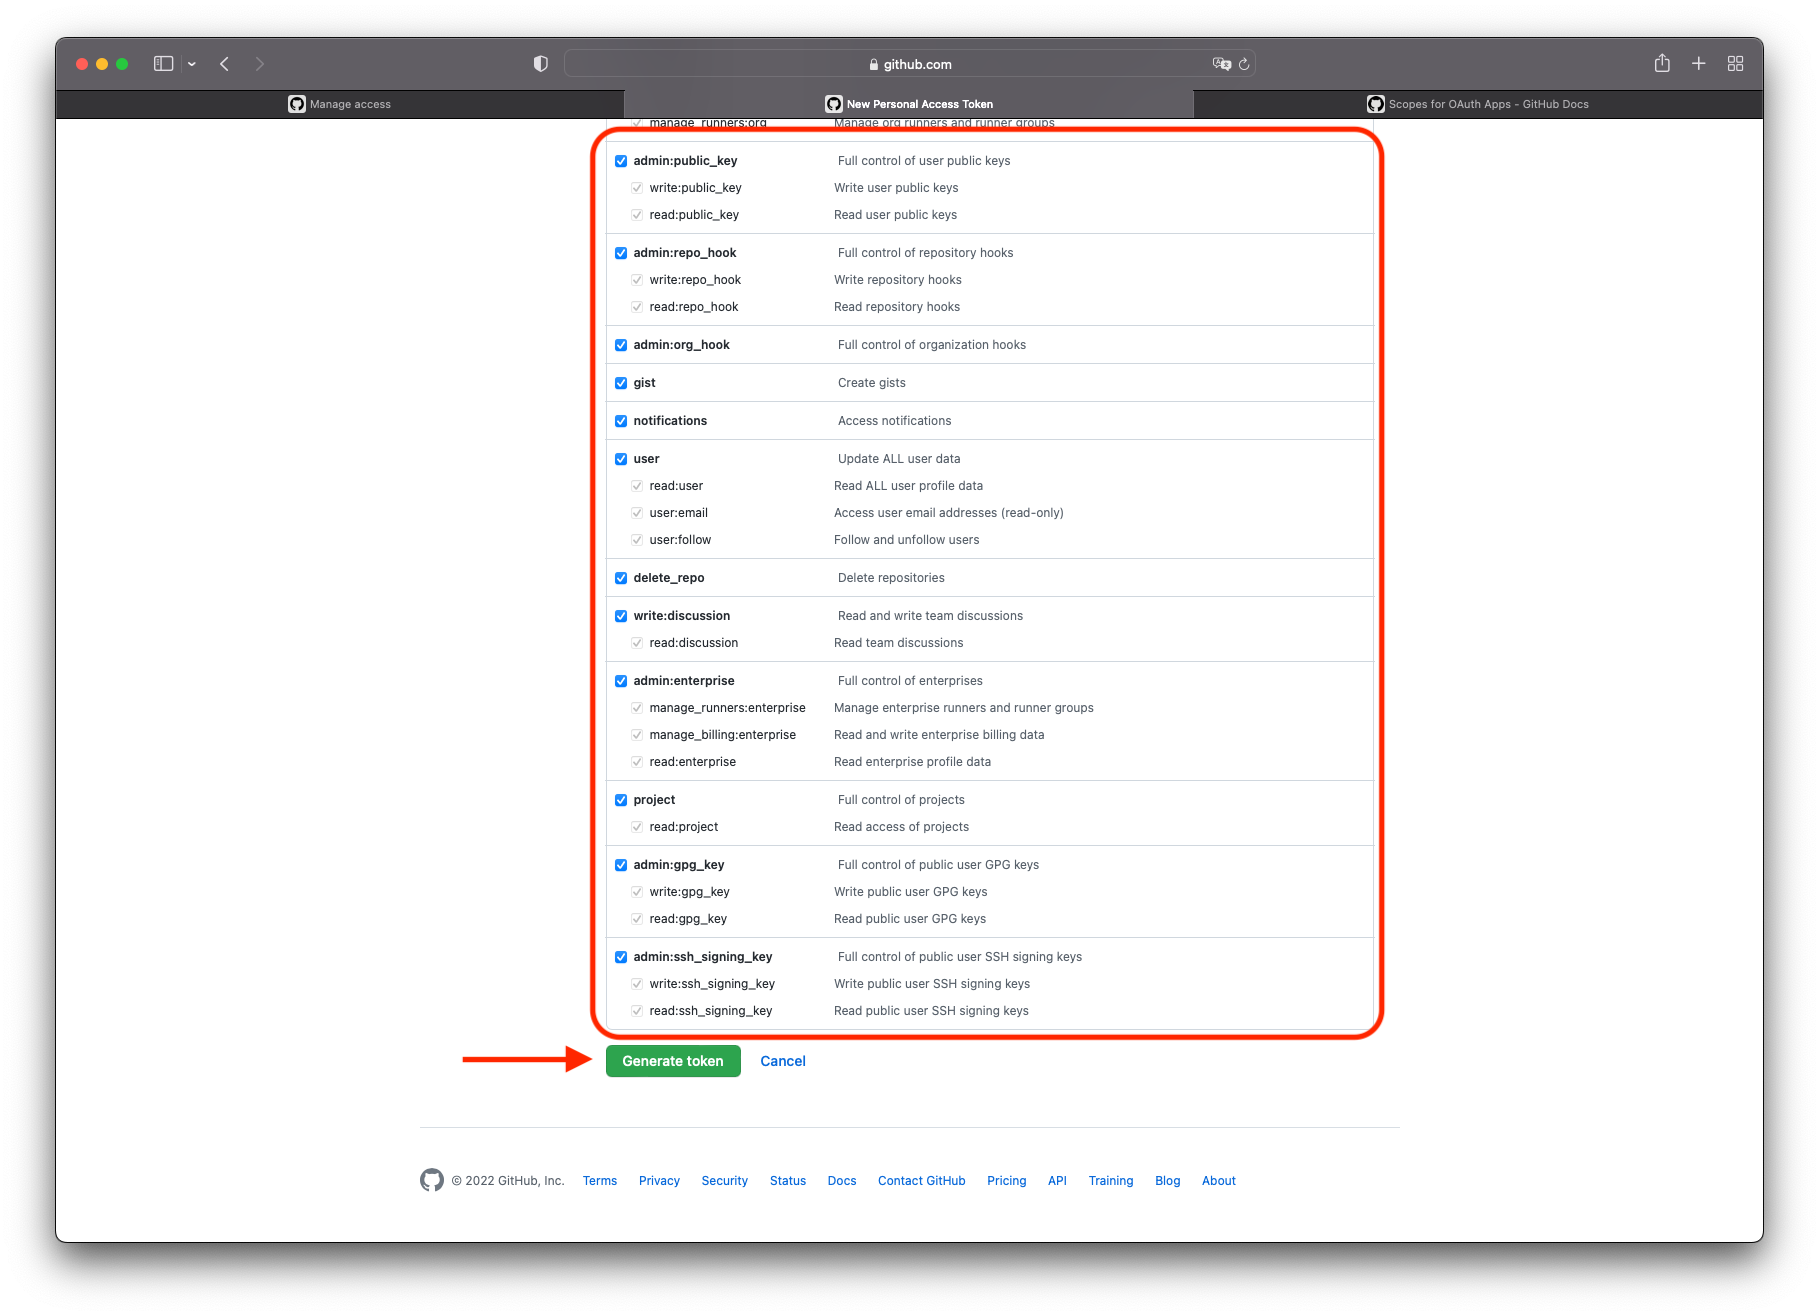 github.com
Manage access
New Personal Access Token
Scopes for OAuth Apps - GitHub Docs
manage_runners:org Manage org runners and runner groups
admin:public_key Full control of user public keys
write:public_key Write user public keys
read:public_key Read user public keys
admin:repo_hook Full control of repository hooks
write:repo_hook Write repository hooks
read:repo_hook Read repository hooks
admin:org_hook Full control of organization hooks
gist Create gists
notifications Access notifications
user Update ALL user data
read:user Read ALL user profile data
user:email Access user email addresses (read-only)
user:follow Follow and unfollow users
delete_repo Delete repositories
write:discussion Read and write team discussions
read:discussion Read team discussions
admin:enterprise Full control of enterprises
manage_runners:enterprise Manage enterprise runners and runner groups
manage_billing:enterprise Read and write enterprise billing data
read:enterprise Read enterprise profile data
project Full control of projects
read:project Read access of projects
admin:gpg_key Full control of public user GPG keys
write:gpg_key Write public user GPG keys
read:gpg_key Read public user GPG keys
admin:ssh_signing_key Full control of public user SSH signing keys
write:ssh_signing_key Write public user SSH signing keys
read:ssh_signing_key Read public user SSH signing keys
Generate token Cancel
© 2022 GitHub, Inc. Terms Privacy Security Status Docs Contact GitHub Pricing API Training Blog About